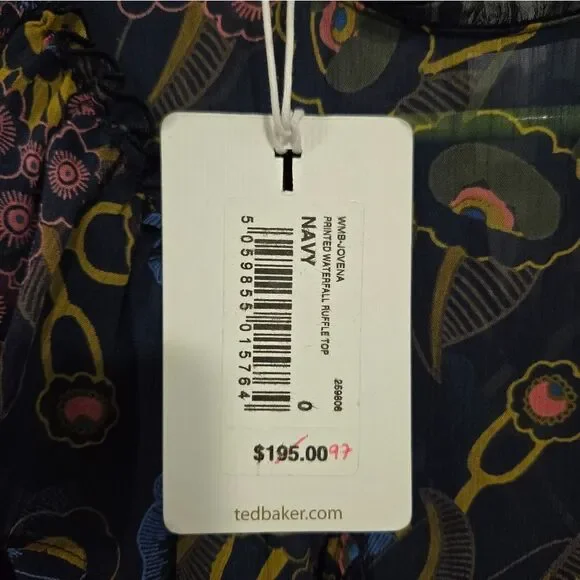 WMB-JOVENA
PRINTED WATERFALL RUFFLE TOP
259806
NAVY
0
5 059855 015764
$195.00 97
tedbaker.com